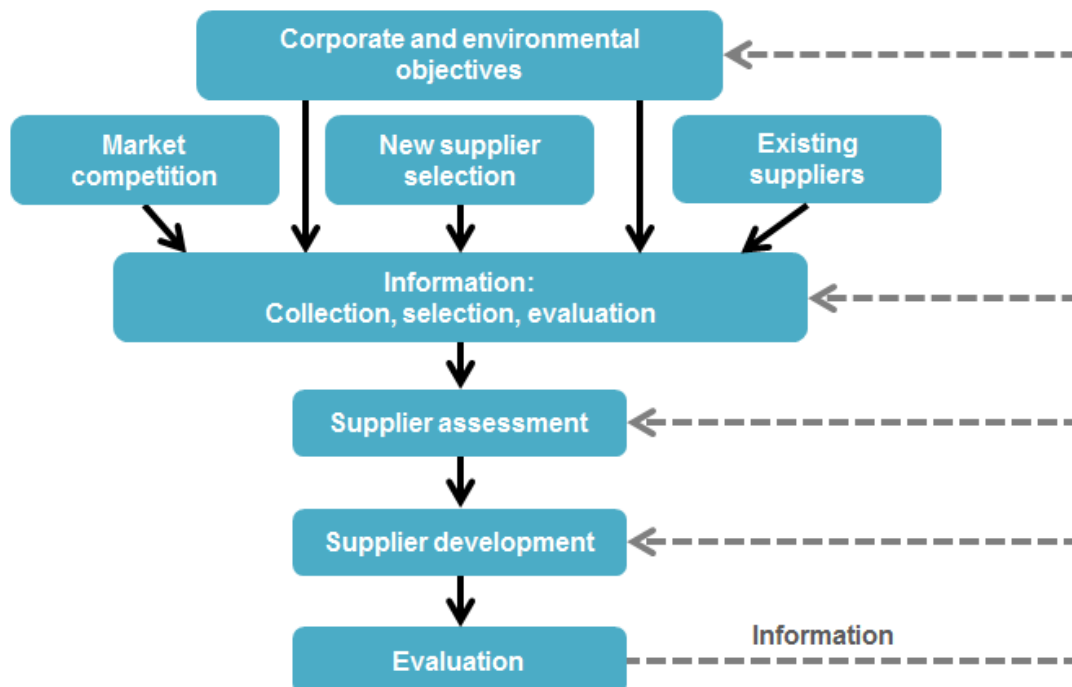 Corporate and environmental
objectives
Market
competition
New supplier
selection
Existing
suppliers
Information:
Collection, selection, evaluation
Supplier assessment
Supplier development
Evaluation
Information